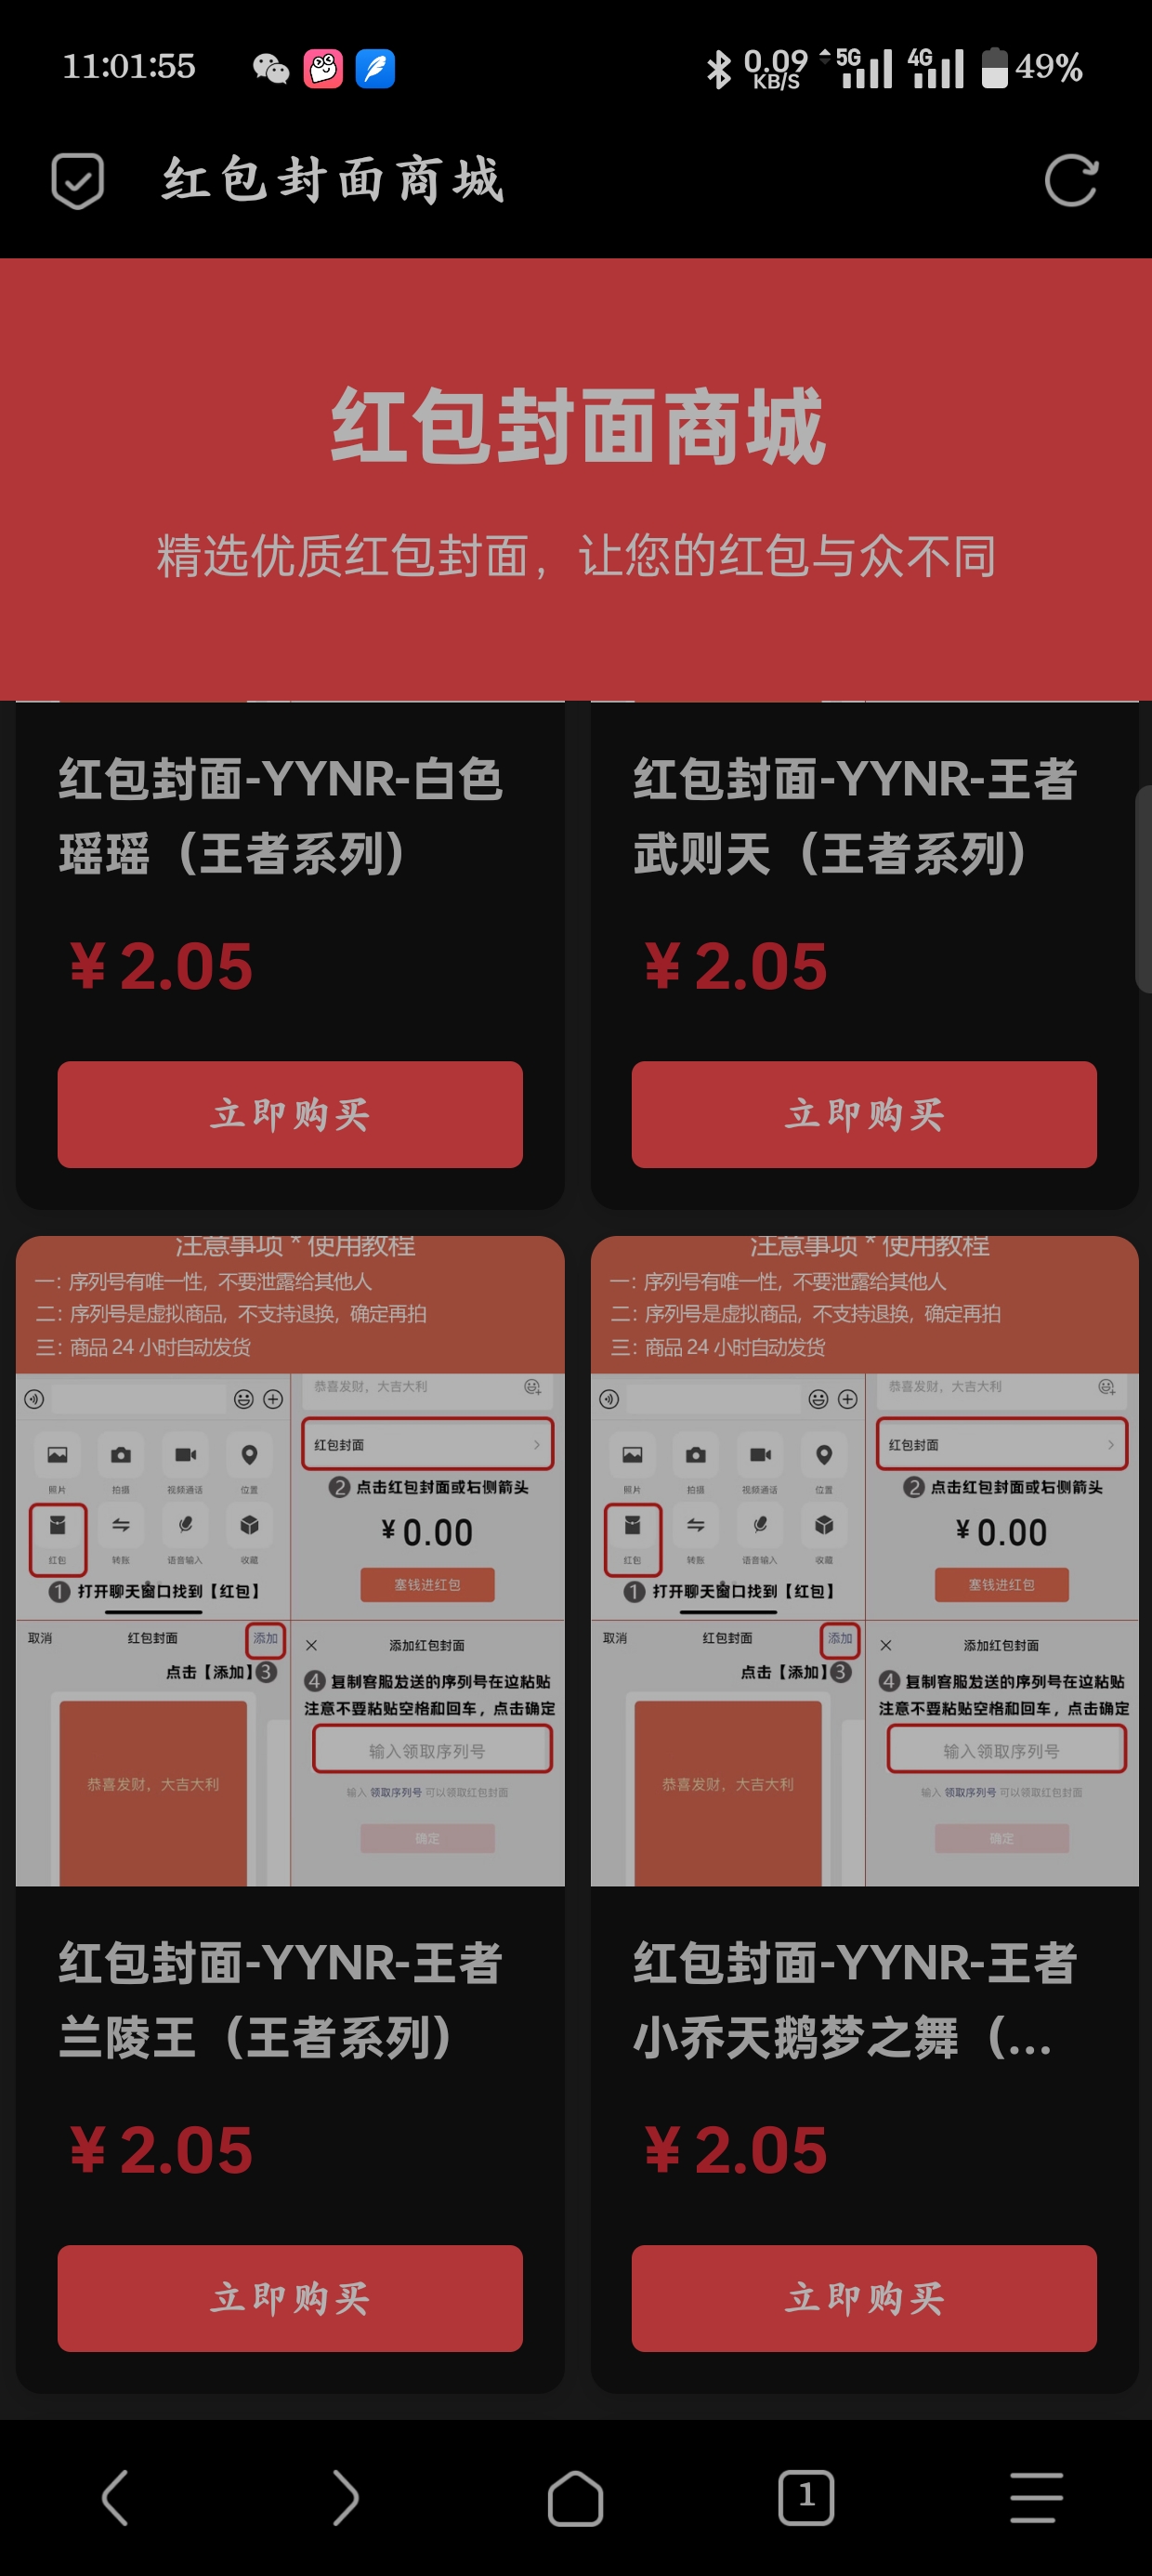 11:01:55
0.09
KB/S
5G
4G
49%
红包封面商城
红包封面商城
精选优质红包封面，让您的红包与众不同
红包封面-YYNR-白色
瑶瑶（王者系列）
¥ 2.05
立即购买
红包封面-YYNR-王者
武则天（王者系列）
¥ 2.05
立即购买
注意事项 * 使用教程
一：序列号有唯一性，不要泄露给其他人
二：序列号是虚拟商品，不支持退换，确定再拍
三：商品 24 小时自动发货
照片
拍摄
视频通话
位置
红包
转账
语音输入
收藏
1 打开聊天窗口找到【红包】
恭喜发财，大吉大利
红包封面
2 点击红包封面或右侧箭头
¥ 0.00
塞钱进红包
取消
红包封面
添加
点击【添加】3
恭喜发财，大吉大利
添加红包封面
4 复制客服发送的序列号在这粘贴
注意不要粘贴空格和回车，点击确定
输入领取序列号
输入 领取序列号 可以领取红包封面
确定
红包封面-YYNR-王者
兰陵王（王者系列）
¥ 2.05
立即购买
注意事项 * 使用教程
一：序列号有唯一性，不要泄露给其他人
二：序列号是虚拟商品，不支持退换，确定再拍
三：商品 24 小时自动发货
照片
拍摄
视频通话
位置
红包
转账
语音输入
收藏
1 打开聊天窗口找到【红包】
恭喜发财，大吉大利
红包封面
2 点击红包封面或右侧箭头
¥ 0.00
塞钱进红包
取消
红包封面
添加
点击【添加】3
恭喜发财，大吉大利
添加红包封面
4 复制客服发送的序列号在这粘贴
注意不要粘贴空格和回车，点击确定
输入领取序列号
输入 领取序列号 可以领取红包封面
确定
红包封面-YYNR-王者
小乔天鹅梦之舞（...
¥ 2.05
立即购买
1